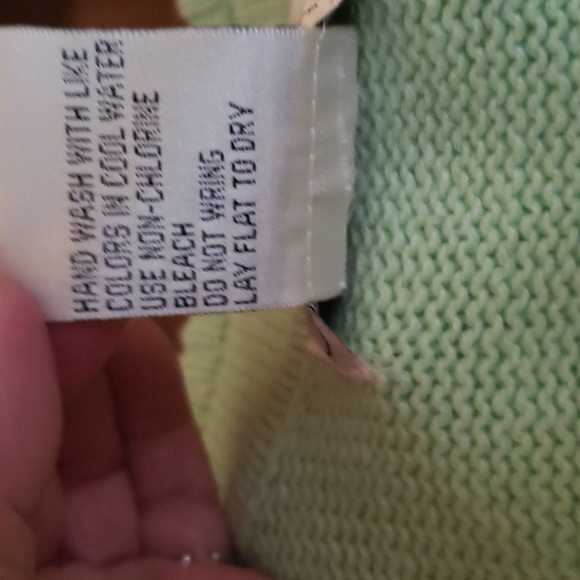 HAND WASH WITH LIKE
COLORS IN COOL WATER
USE NON-CHLORINE
BLEACH
DO NOT WRING
LAY FLAT TO DRY